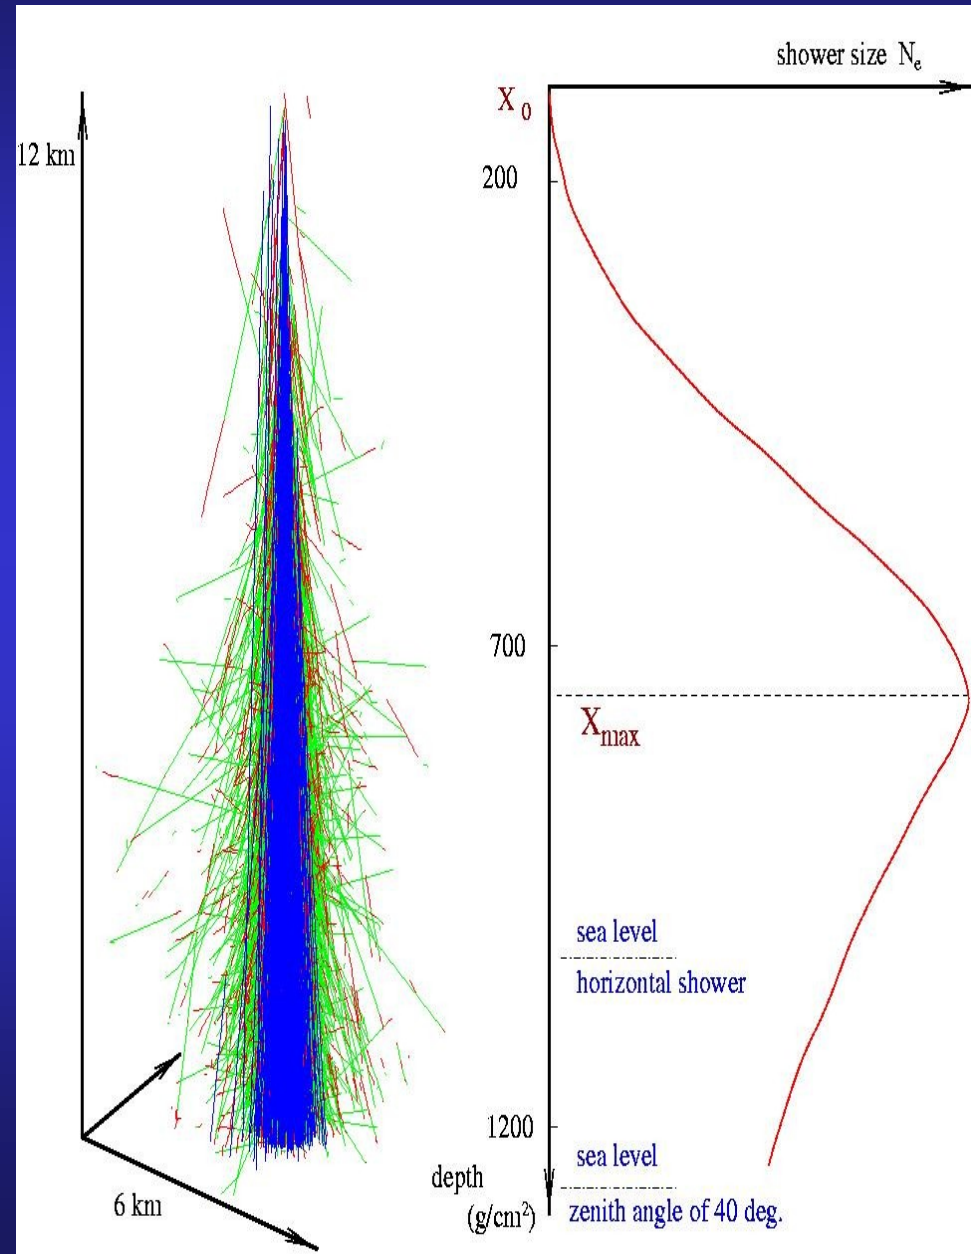 shower size Ne
X0
12 km
200
700
Xmax
sea level
horizontal shower
1200
sea level
depth
(g/cm²)
zenith angle of 40 deg.
6 km